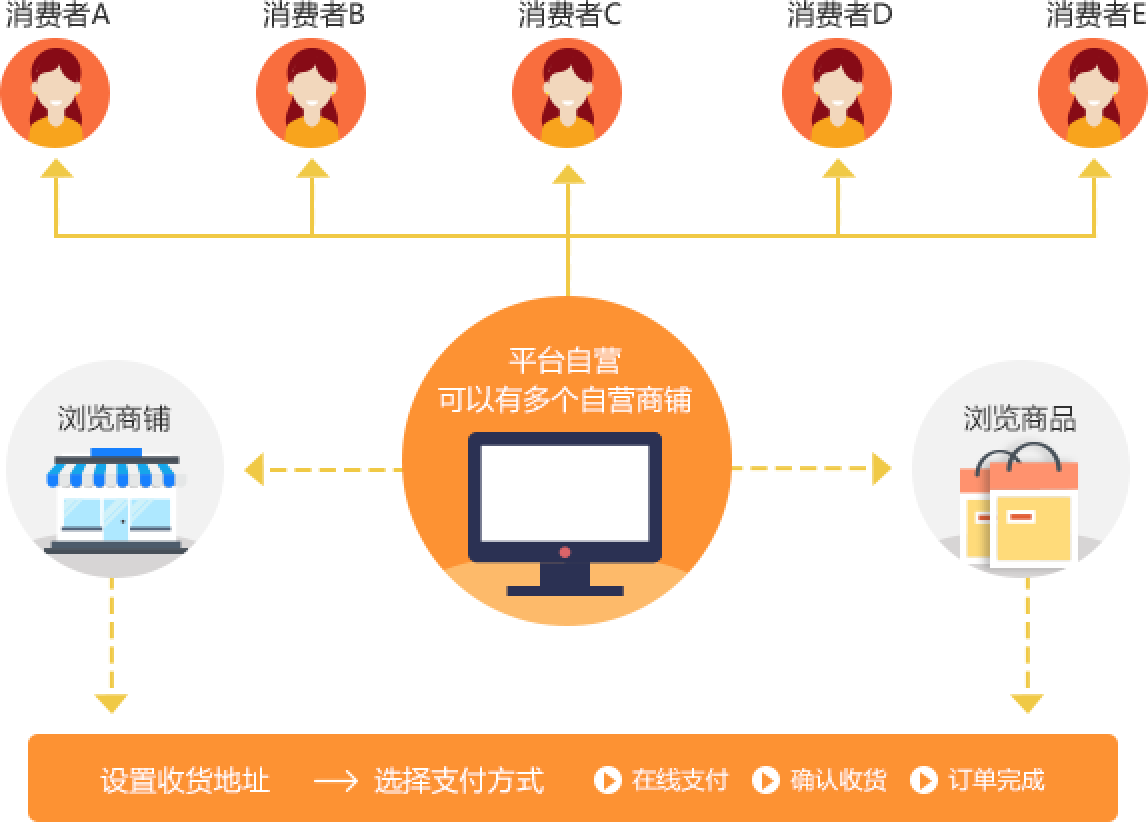 消费者A
消费者B
消费者C
消费者D
消费者E
平台自营
可以有多个自营商铺
浏览商铺
浏览商品
设置收货地址
选择支付方式
在线支付
确认收货
订单完成